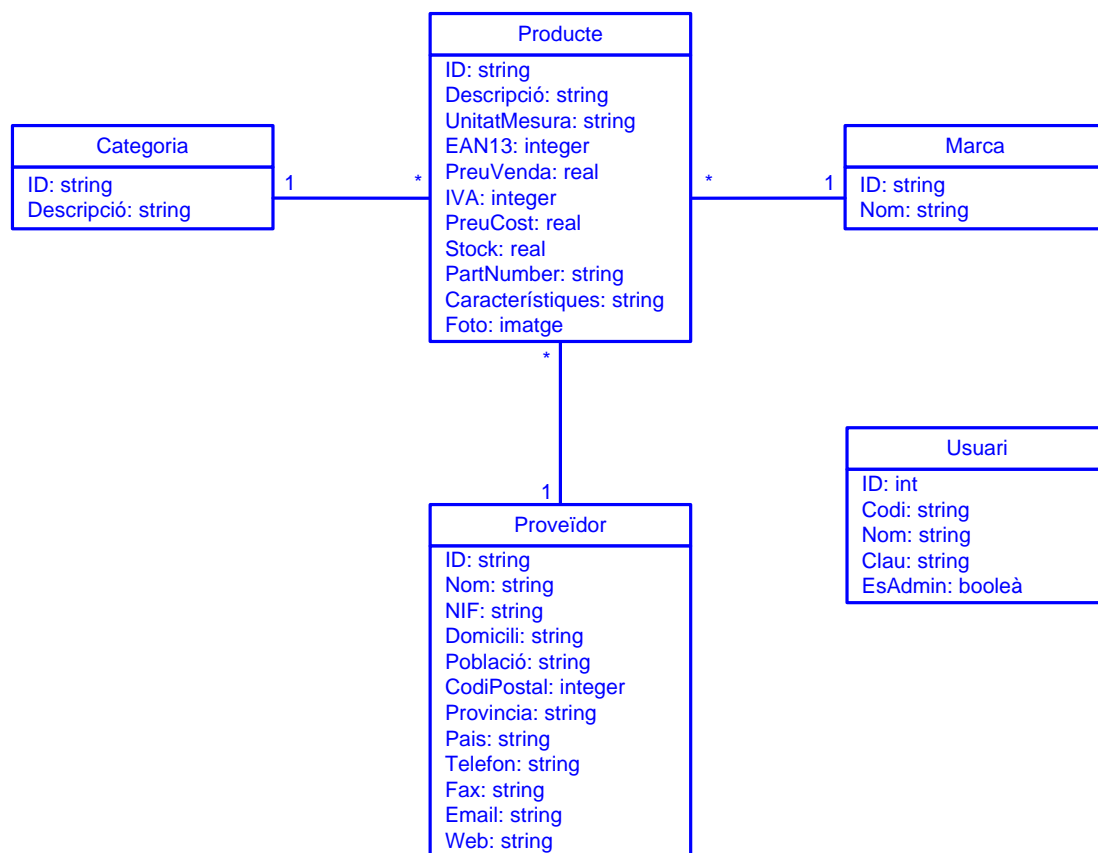 Producte
ID: string
Descripció: string
UnitatMesura: string
EAN13: integer
PreuVenda: real
IVA: integer
PreuCost: real
Stock: real
PartNumber: string
Característiques: string
Foto: imatge
Categoria
ID: string
Descripció: string
1
*
*
1
Marca
ID: string
Nom: string
*
1
Proveïdor
ID: string
Nom: string
NIF: string
Domicili: string
Població: string
CodiPostal: integer
Provincia: string
Pais: string
Telefon: string
Fax: string
Email: string
Web: string
Usuari
ID: int
Codi: string
Nom: string
Clau: string
EsAdmin: booleà